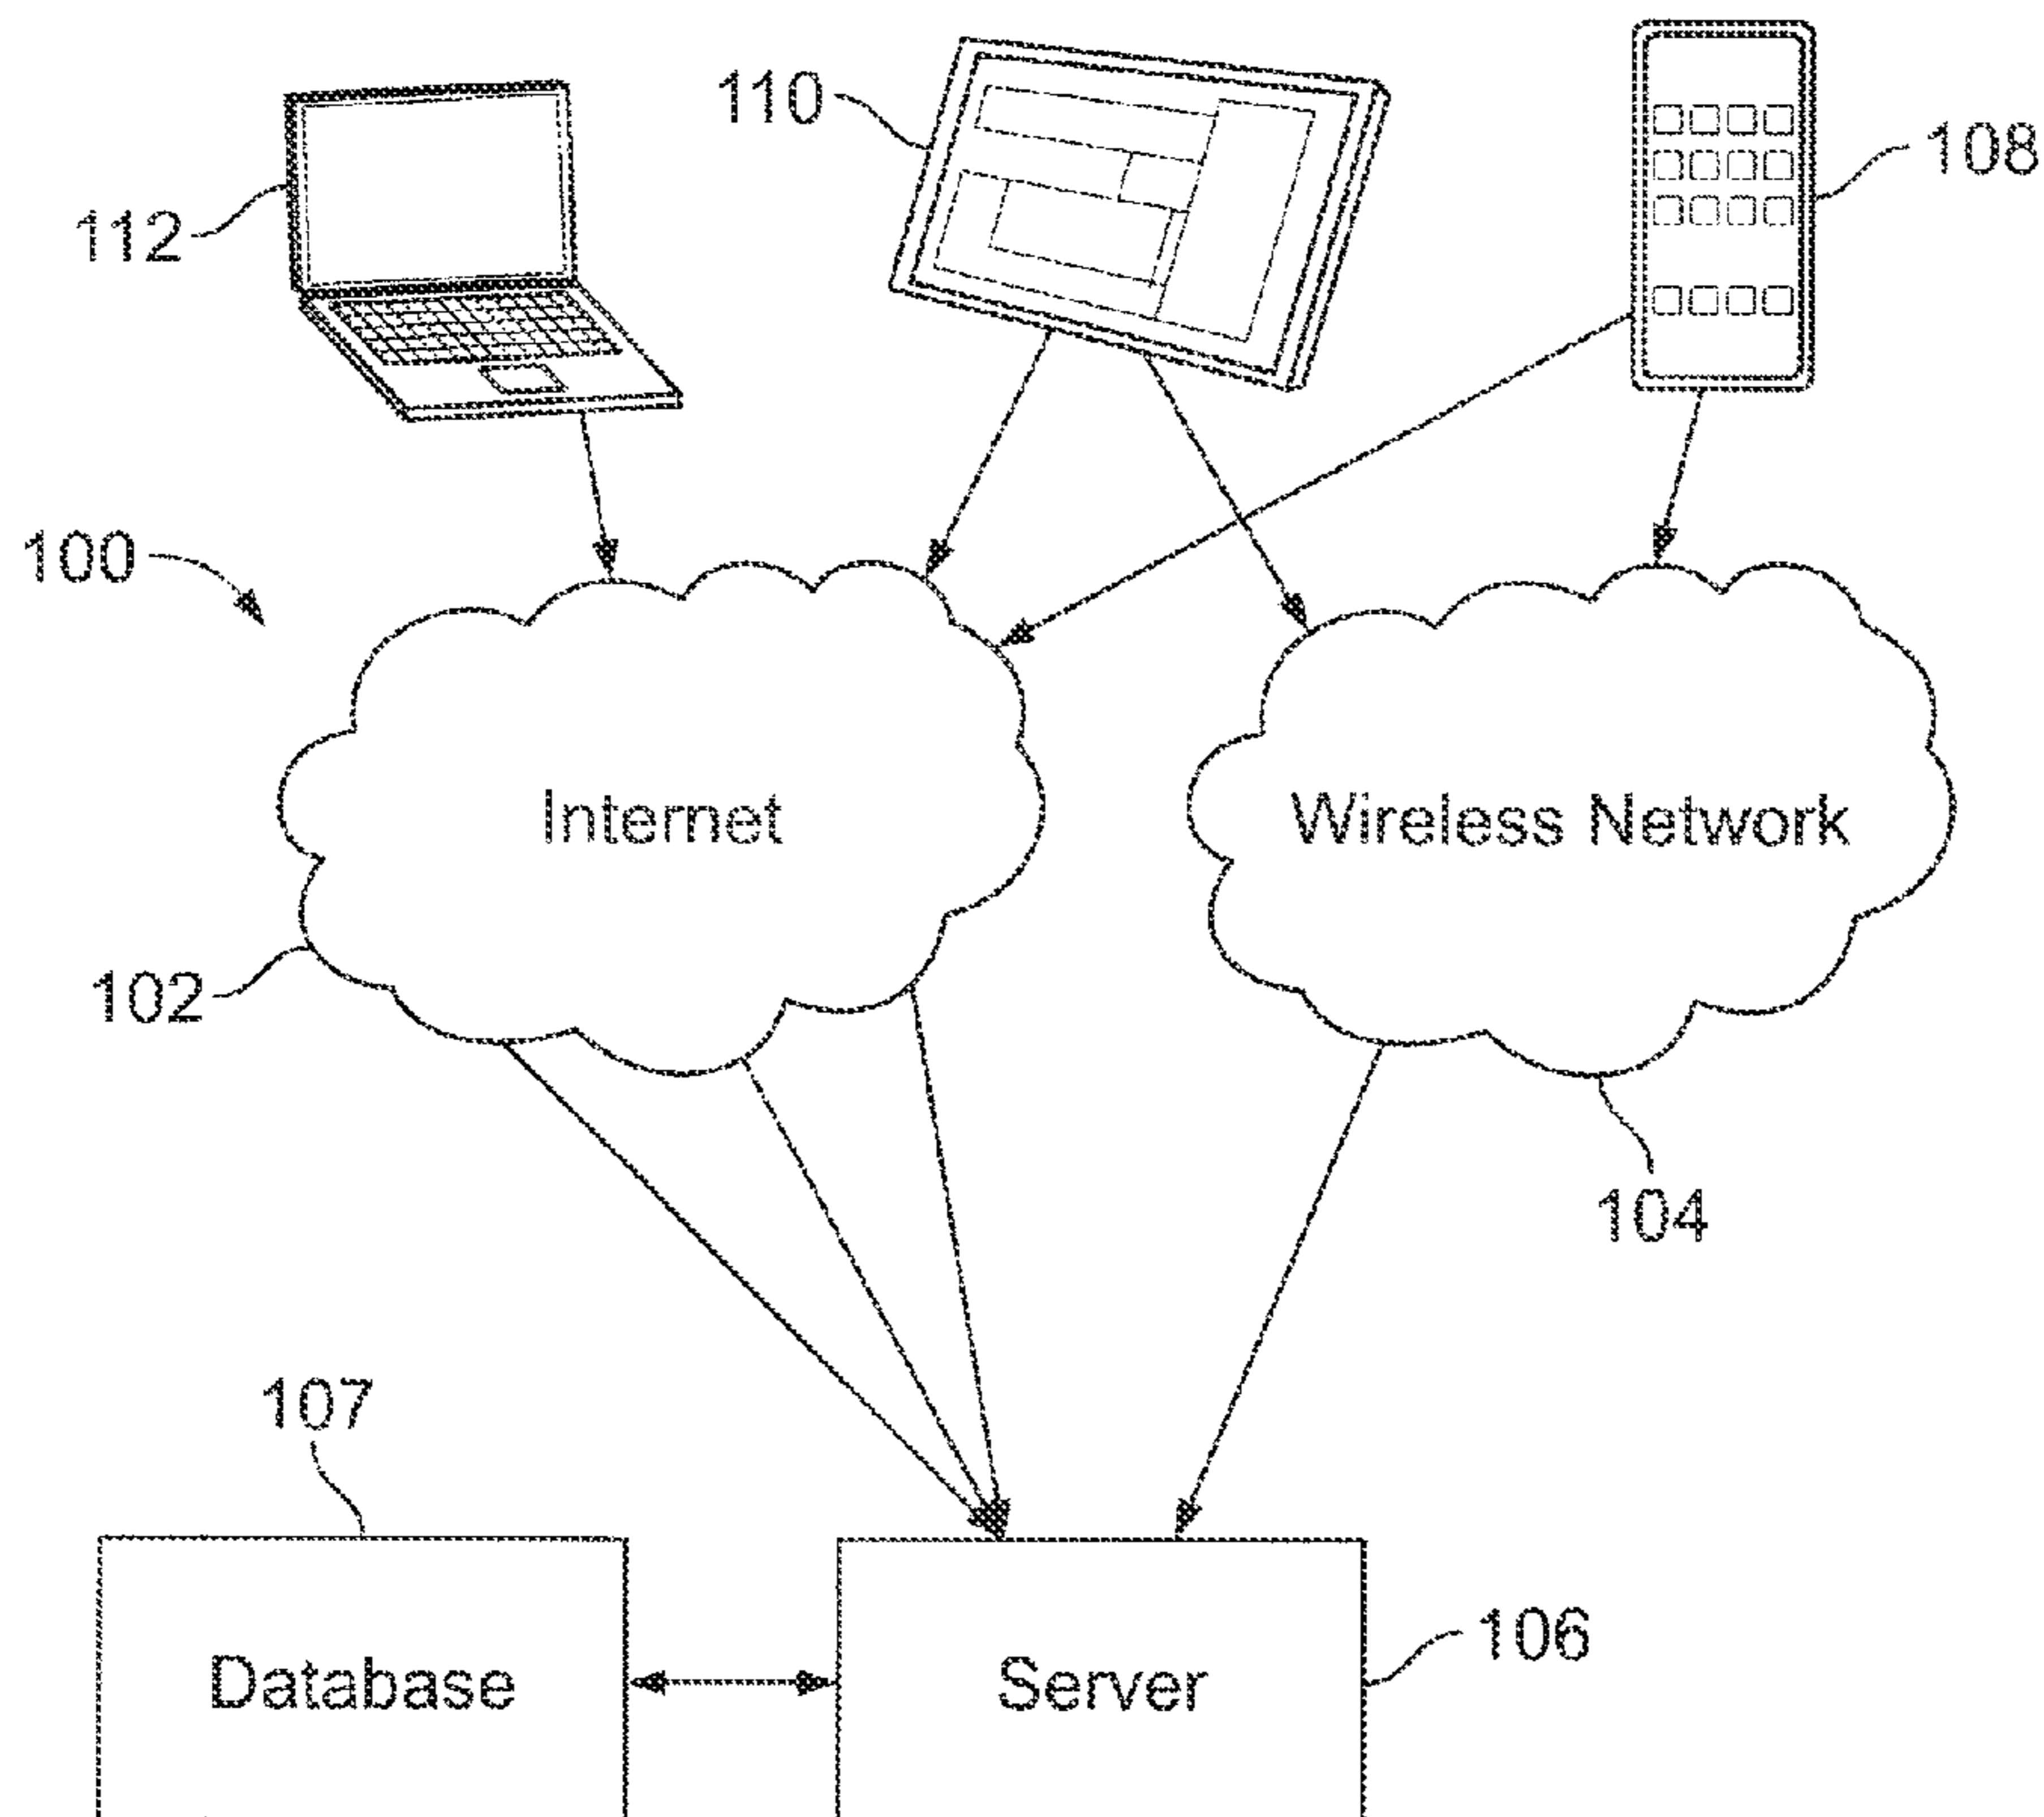 110
108
112
100
Internet
Wireless Network
102
104
107
106
Database
Server